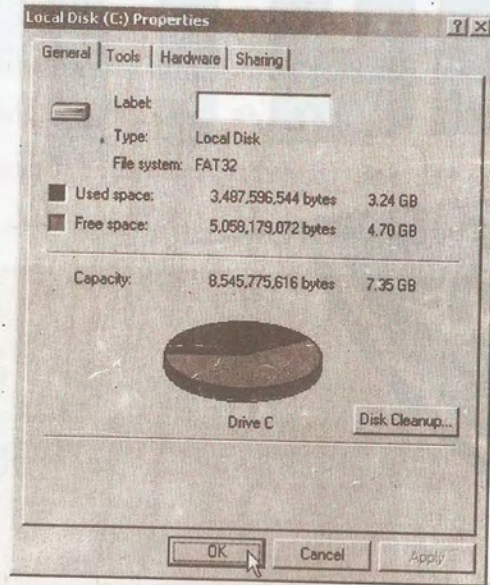 Local Disk (C:) Properties
General Tools Hardware Sharing
Label:
Type: Local Disk
File system: FAT32
Used space: 3,487,596,544 bytes 3.24 GB
Free space: 5,058,179,072 bytes 4.70 GB
Capacity: 8,545,775,616 bytes 7.35 GB
Drive C
Disk Cleanup...
OK Cancel Apply